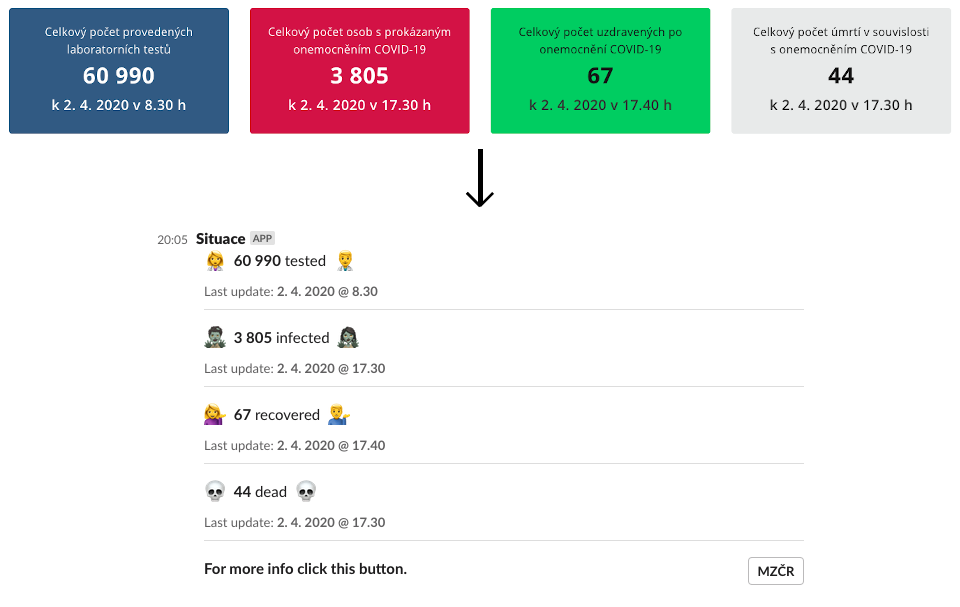 Celkový počet provedených
laboratorních testů
60 990
k 2. 4. 2020 v 8.30 h
Celkový počet osob s prokázaným
onemocněním COVID-19
3 805
k 2. 4. 2020 v 17.30 h
Celkový počet uzdravených po
onemocnění COVID-19
67
k 2. 4. 2020 v 17.40 h
Celkový počet úmrtí v souvislosti
s onemocněním COVID-19
44
k 2. 4. 2020 v 17.30 h
20:05 Situace APP
60 990 tested
Last update: 2. 4. 2020 @ 8.30
3 805 infected
Last update: 2. 4. 2020 @ 17.30
67 recovered
Last update: 2. 4. 2020 @ 17.40
44 dead
Last update: 2. 4. 2020 @ 17.30
For more info click this button.
MZČR